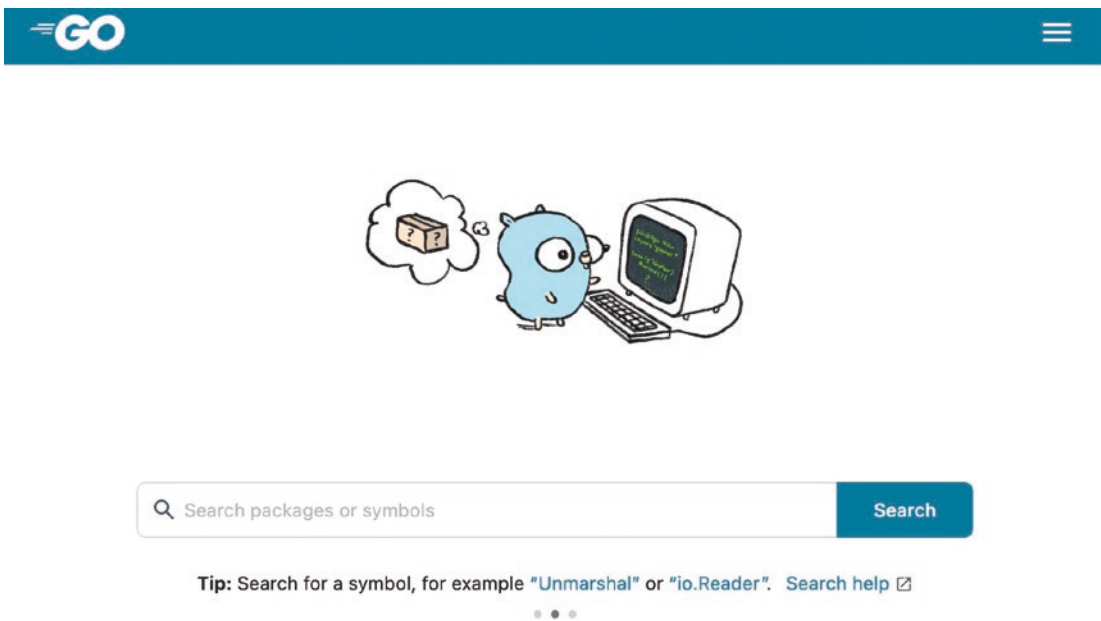 GO
? ?
Search packages or symbols
Search
Tip: Search for a symbol, for example “Unmarshal” or “io.Reader”. Search help